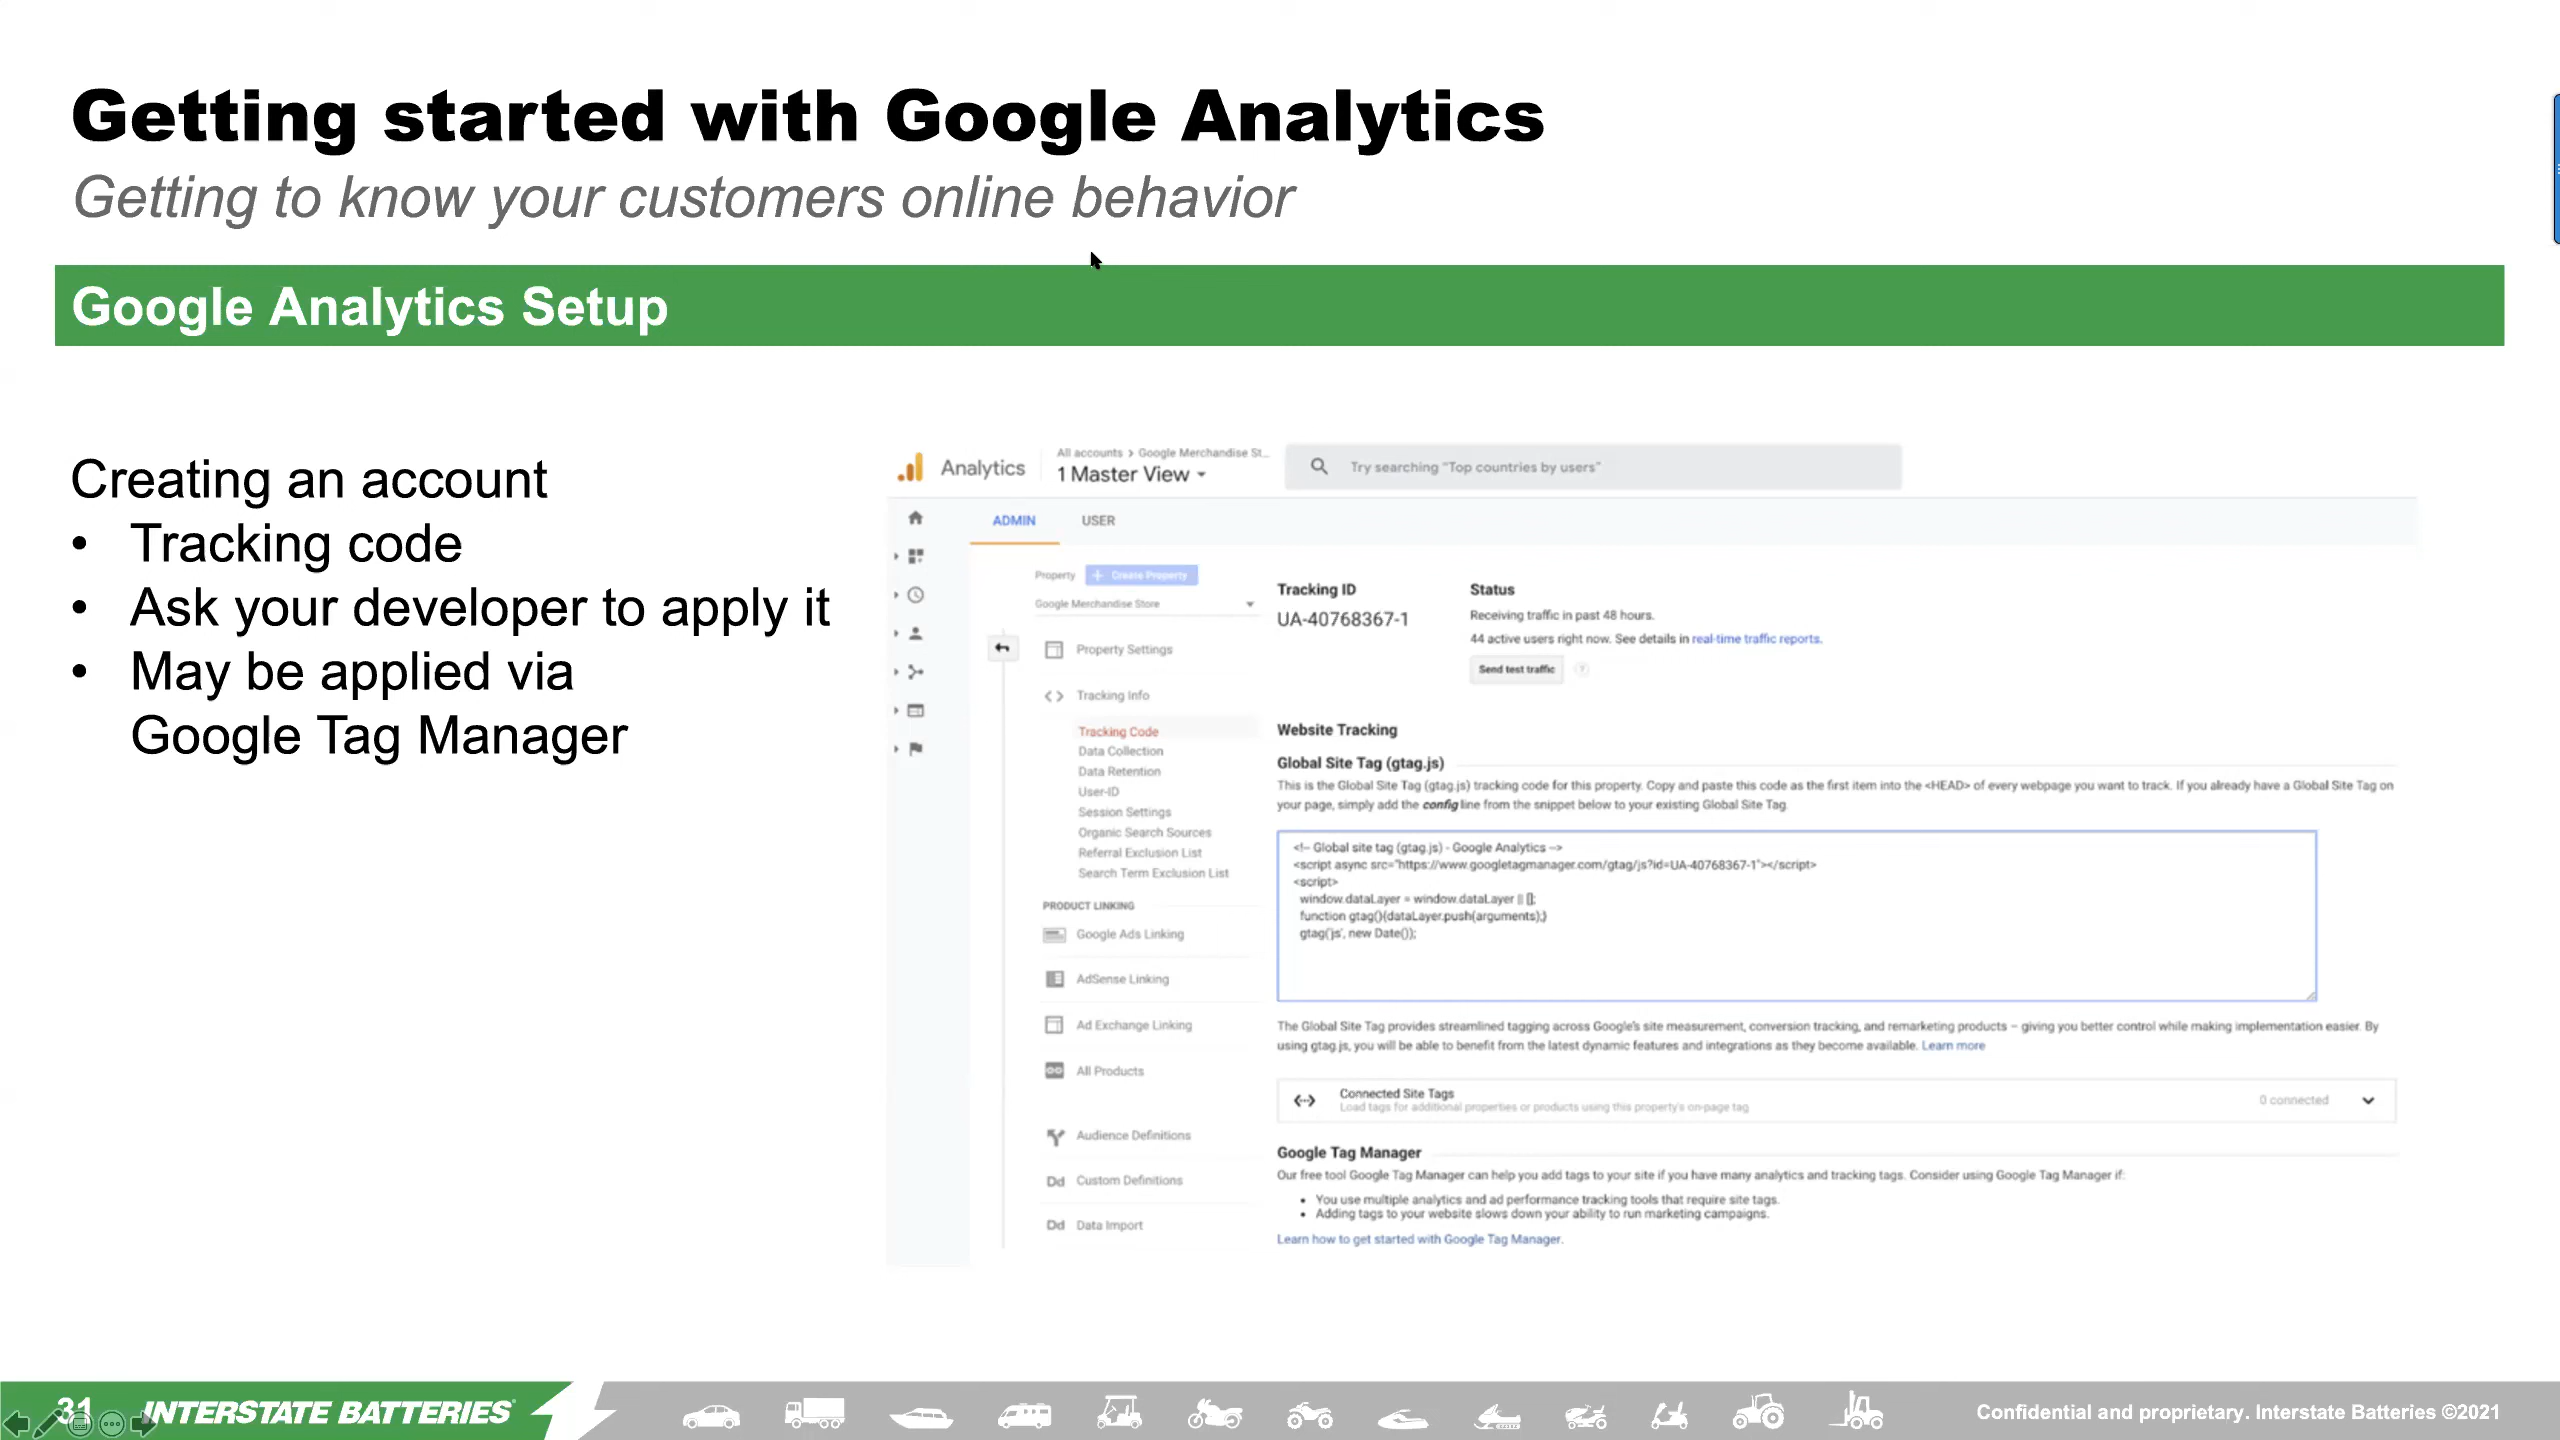 Getting started with Google Analytics
Getting to know your customers online behavior
Google Analytics Setup
Creating an account
• Tracking code
• Ask your developer to apply it
• May be applied via
Google Tag Manager
Analytics
All accounts > Google Merchandise St...
1 Master View
Try searching "Top countries by users"
ADMIN
USER
Property
+ Create Property
Google Merchandise Store
Property Settings
Tracking Info
Tracking Code
Data Collection
Data Retention
User-ID
Session Settings
Organic Search Sources
Referral Exclusion List
Search Term Exclusion List
PRODUCT LINKING
Google Ads Linking
AdSense Linking
Ad Exchange Linking
All Products
Audience Definitions
Dd Custom Definitions
Dd Data Import
Tracking ID
UA-40768367-1
Status
Receiving traffic in past 48 hours.
44 active users right now. See details in real-time traffic reports.
Send test traffic
?
Website Tracking
Global Site Tag (gtag.js)
This is the Global Site Tag (gtag.js) tracking code for this property. Copy and paste this code as the first item into the <HEAD> of every webpage you want to track. If you already have a Global Site Tag on
your page, simply add the config line from the snippet below to your existing Global Site Tag.
<!-- Global site tag (gtag.js) - Google Analytics -->
<script async src="https://www.googletagmanager.com/gtag/js?id=UA-40768367-1"></script>
<script>
window.dataLayer = window.dataLayer || [];
function gtag(){dataLayer.push(arguments);}
gtag('js', new Date());
The Global Site Tag provides streamlined tagging across Google's site measurement, conversion tracking, and remarketing products – giving you better control while making implementation easier. By
using gtag.js, you will be able to benefit from the latest dynamic features and integrations as they become available. Learn more
Connected Site Tags
Load tags for additional properties or products using this property's on-page tag
0 connected
Google Tag Manager
Our free tool Google Tag Manager can help you add tags to your site if you have many analytics and tracking tags. Consider using Google Tag Manager if:
• You use multiple analytics and ad performance tracking tools that require site tags.
• Adding tags to your website slows down your ability to run marketing campaigns.
Learn how to get started with Google Tag Manager.
31
INTERSTATE BATTERIES
Confidential and proprietary. Interstate Batteries ©2021